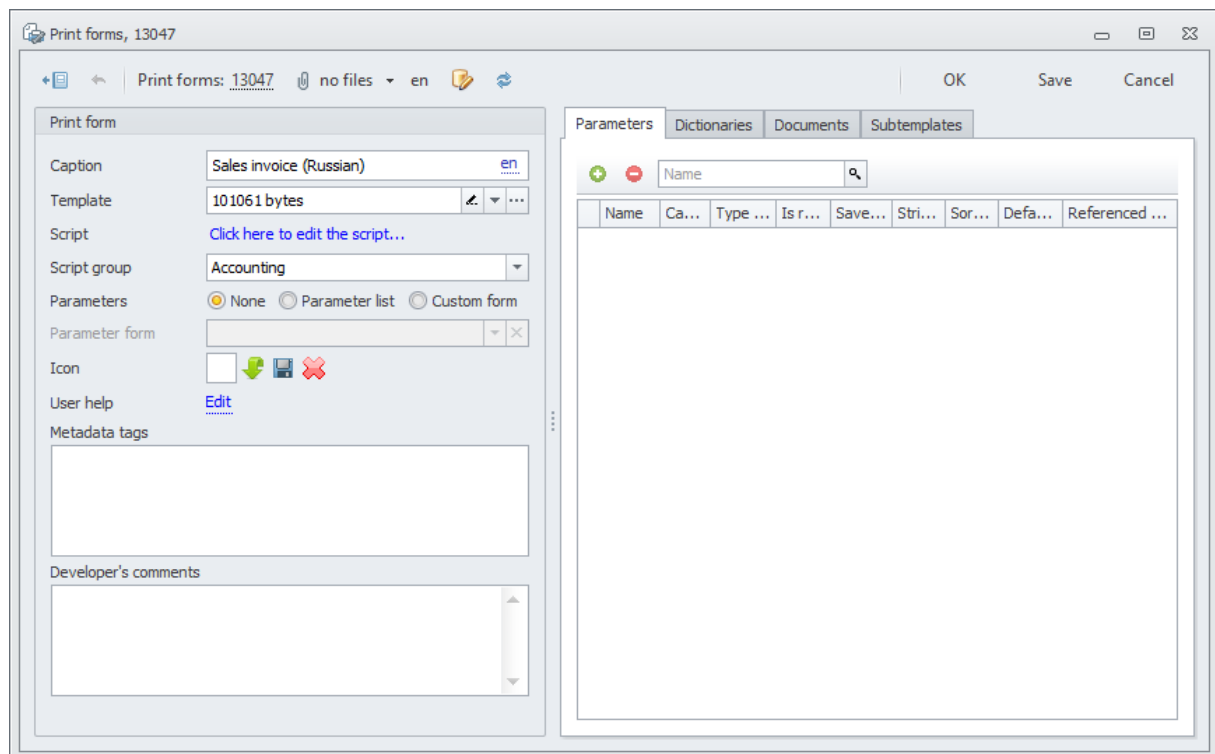 Print forms, 13047
Print forms: 13047 no files en OK Save Cancel
Print form
Caption Sales invoice (Russian) en
Template 101061 bytes
Script Click here to edit the script...
Script group Accounting
Parameters None Parameter list Custom form
Parameter form
Icon
User help Edit
Metadata tags
Developer's comments
Parameters Dictionaries Documents Subtemplates
Name
Name Ca... Type ... Is r... Save... Stri... Sor... Defa... Referenced ...